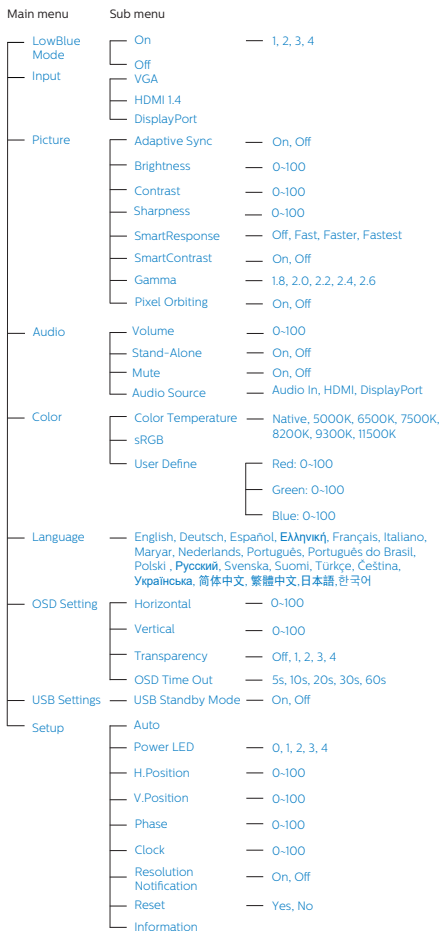 Main menu Sub menu
LowBlue Mode On 1, 2, 3, 4
Off
Input VGA
HDMI 1.4
DisplayPort
Picture Adaptive Sync On, Off
Brightness 0~100
Contrast 0~100
Sharpness 0~100
SmartResponse Off, Fast, Faster, Fastest
SmartContrast On, Off
Gamma 1.8, 2.0, 2.2, 2.4, 2.6
Pixel Orbiting On, Off
Audio Volume 0~100
Stand-Alone On, Off
Mute On, Off
Audio Source Audio In, HDMI, DisplayPort
Color Color Temperature Native, 5000K, 6500K, 7500K,
8200K, 9300K, 11500K
sRGB
User Define Red: 0~100
Green: 0~100
Blue: 0~100
Language English, Deutsch, Español, Ελληνική, Français, Italiano,
Maryar, Nederlands, Português, Português do Brasil,
Polski , Русский, Svenska, Suomi, Türkçe, Čeština,
Українська, 简体中文, 繁體中文,日本語,한국어
OSD Setting Horizontal 0~100
Vertical 0~100
Transparency Off, 1, 2, 3, 4
OSD Time Out 5s, 10s, 20s, 30s, 60s
USB Settings USB Standby Mode On, Off
Setup Auto
Power LED 0, 1, 2, 3, 4
H.Position 0~100
V.Position 0~100
Phase 0~100
Clock 0~100
Resolution
Notification On, Off
Reset Yes, No
Information